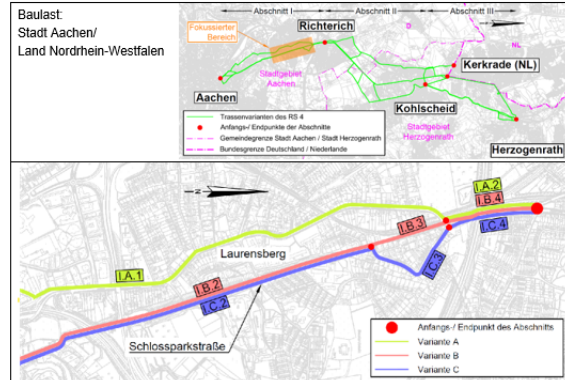 Baulast:
Stadt Aachen/
Land Nordrhein-Westfalen
Abschnitt I
Abschnitt II
Abschnitt III
Richterich
Fokussierter
Bereich
D
NL
Stadtgebiet
Aachen
Kerkrade (NL)
Aachen
Kohlscheid
Stadtgebiet
Herzogenrath
Herzogenrath
Trassenvarianten des RS 4
Anfangs-/ Endpunkte der Abschnitte
Gemeindegrenze Stadt Aachen / Stadt Herzogenrath
Bundesgrenze Deutschland / Niederlande
N
I.A.2
I.B.4
I.B.3
I.C.4
Laurensberg
I.A.1
I.C.3
I.B.2
I.C.2
Schlossparkstraße
Anfangs-/ Endpunkt des Abschnitts
Variante A
Variante B
Variante C